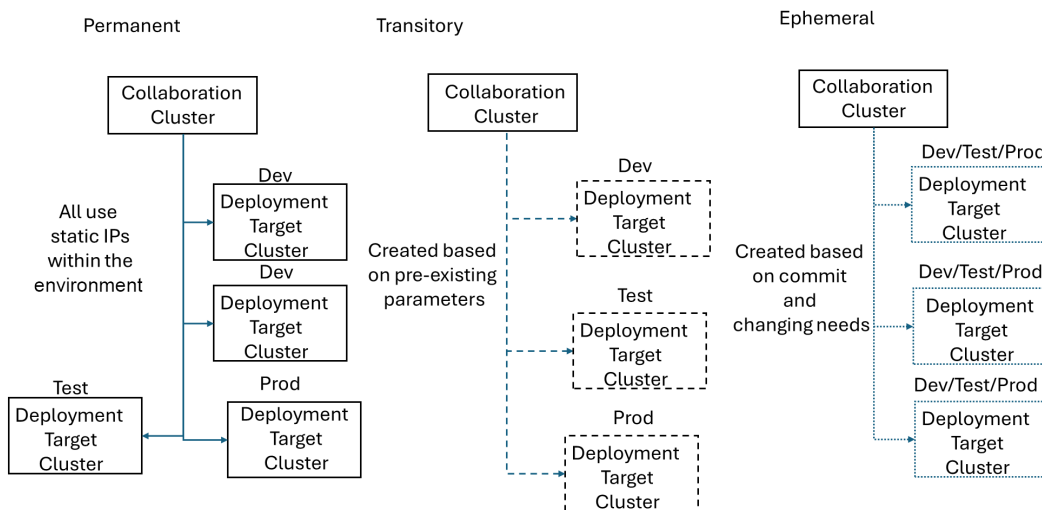 Permanent
Collaboration
Cluster
All use
static IPs
within the
environment
Dev
Deployment
Target
Cluster
Dev
Deployment
Target
Cluster
Test
Deployment
Target
Cluster
Prod
Deployment
Target
Cluster
Transitory
Collaboration
Cluster
Created based
on pre-existing
parameters
Dev
Deployment
Target
Cluster
Test
Deployment
Target
Cluster
Prod
Deployment
Target
Cluster
Ephemeral
Collaboration
Cluster
Created based
on commit
and
changing needs
Dev/Test/Prod
Deployment
Target
Cluster
Dev/Test/Prod
Deployment
Target
Cluster
Dev/Test/Prod
Deployment
Target
Cluster